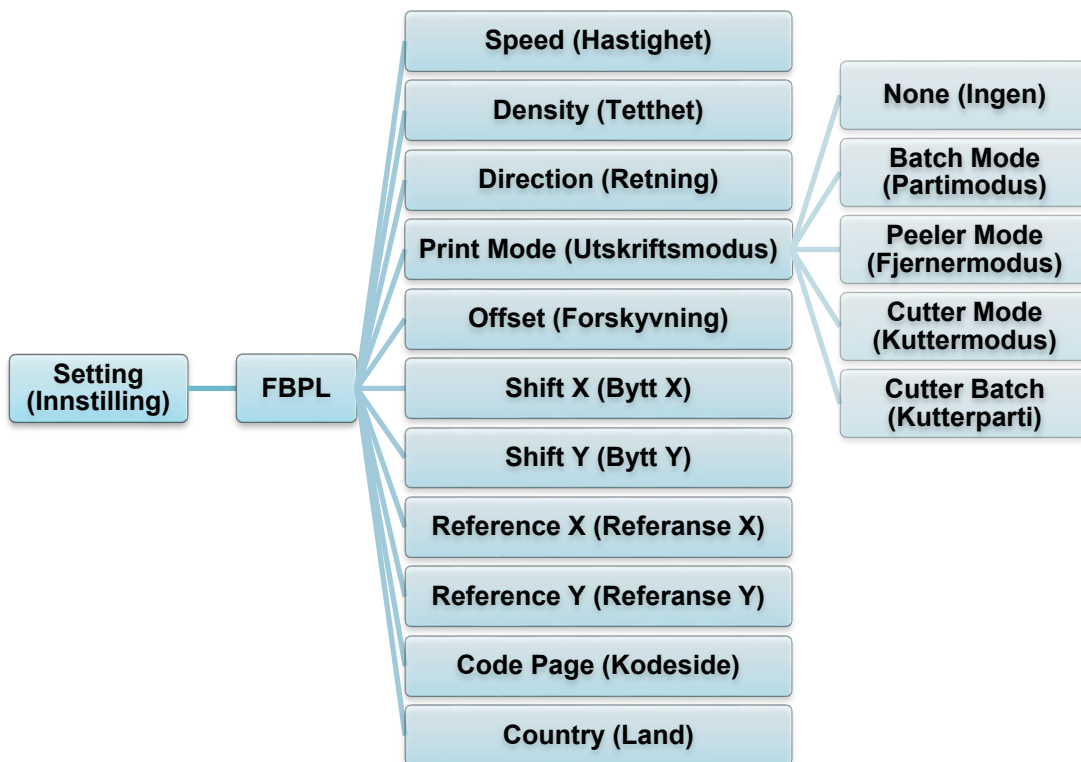 Setting
(Innstilling)
FBPL
Speed (Hastighet)
Density (Tetthet)
Direction (Retning)
Print Mode (Utskriftsmodus)
Offset (Forskyvning)
Shift X (Bytt X)
Shift Y (Bytt Y)
Reference X (Referanse X)
Reference Y (Referanse Y)
Code Page (Kodeside)
Country (Land)
None (Ingen)
Batch Mode
(Partimodus)
Peeler Mode
(Fjernermodus)
Cutter Mode
(Kuttermodus)
Cutter Batch
(Kutterparti)